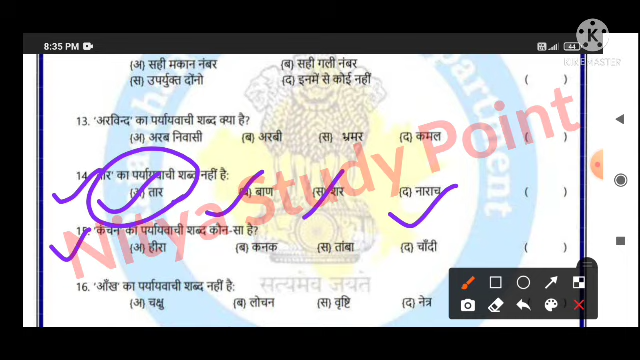 8:35 PM
44
KINEMASTER
(अ) सही मकान नंबर (ब) सही गली नंबर
(स) उपर्युक्त दोंनो (द) इनमें से कोई नहीं ( )
13. 'अरविन्द' का पर्यायवाची शब्द क्या है?
(अ) अरब निवासी (ब) अरबी (स) भ्रमर (द) कमल ( )
14. 'तीर' का पर्यायवाची शब्द नहीं है:
(अ) तार (ब) बाण (स) शर (द) नाराच ( )
15. 'कंचन' का पर्यायवाची शब्द कौन-सा है?
(अ) हीरा (ब) कनक (स) तांबा (द) चाँदी ( )
16. 'आँख' का पर्यायवाची शब्द नहीं है:
(अ) चक्षु (ब) लोचन (स) वृष्टि (द) नेत्र
Nitya Study Point
सत्यमेव जयते